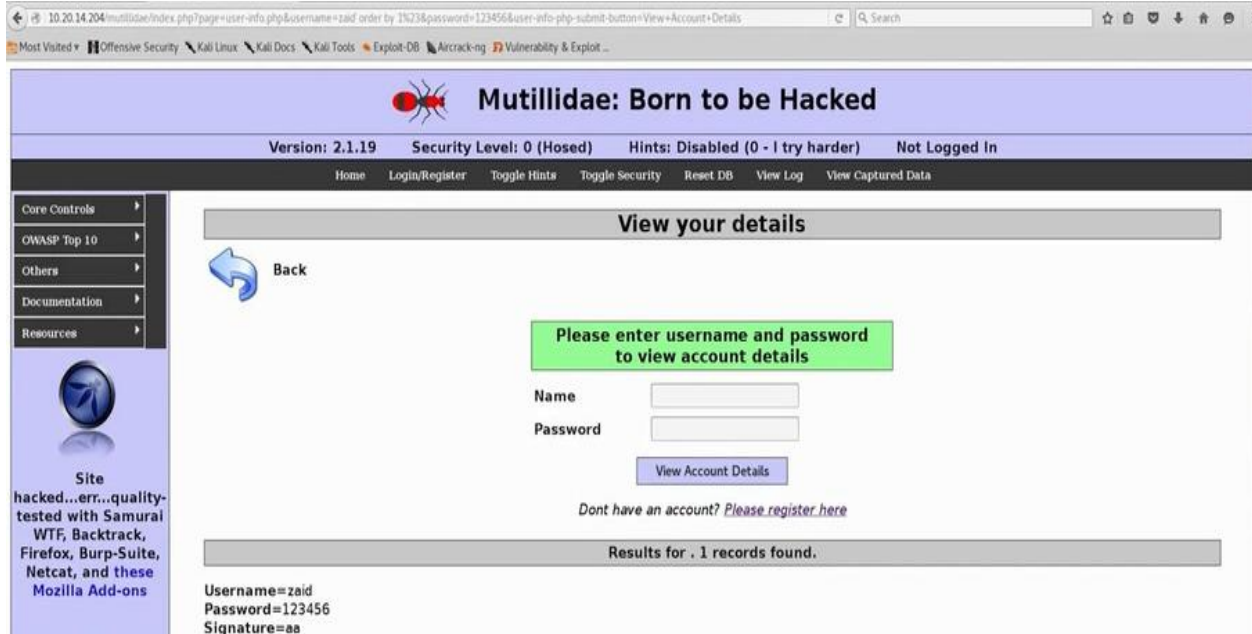 10.20.14.204/mutillidae/index.php?page=user-info.php&username=zaid' order by 1%23&password=123456&user-info-php-submit-button=View+Account+Details
Search
Most Visited
Offensive Security
Kali Linux
Kali Docs
Kali Tools
Exploit-DB
Aircrack-ng
Vulnerability & Exploit ...
Mutillidae: Born to be Hacked
Version: 2.1.19
Security Level: 0 (Hosed)
Hints: Disabled (0 - I try harder)
Not Logged In
Home
Login/Register
Toggle Hints
Toggle Security
Reset DB
View Log
View Captured Data
Core Controls
OWASP Top 10
Others
Documentation
Resources
Site
hacked...err...quality-
tested with Samurai
WTF, Backtrack,
Firefox, Burp-Suite,
Netcat, and these
Mozilla Add-ons
View your details
Back
Please enter username and password
to view account details
Name
Password
View Account Details
Dont have an account? Please register here
Results for . 1 records found.
Username=zaid
Password=123456
Signature=aa